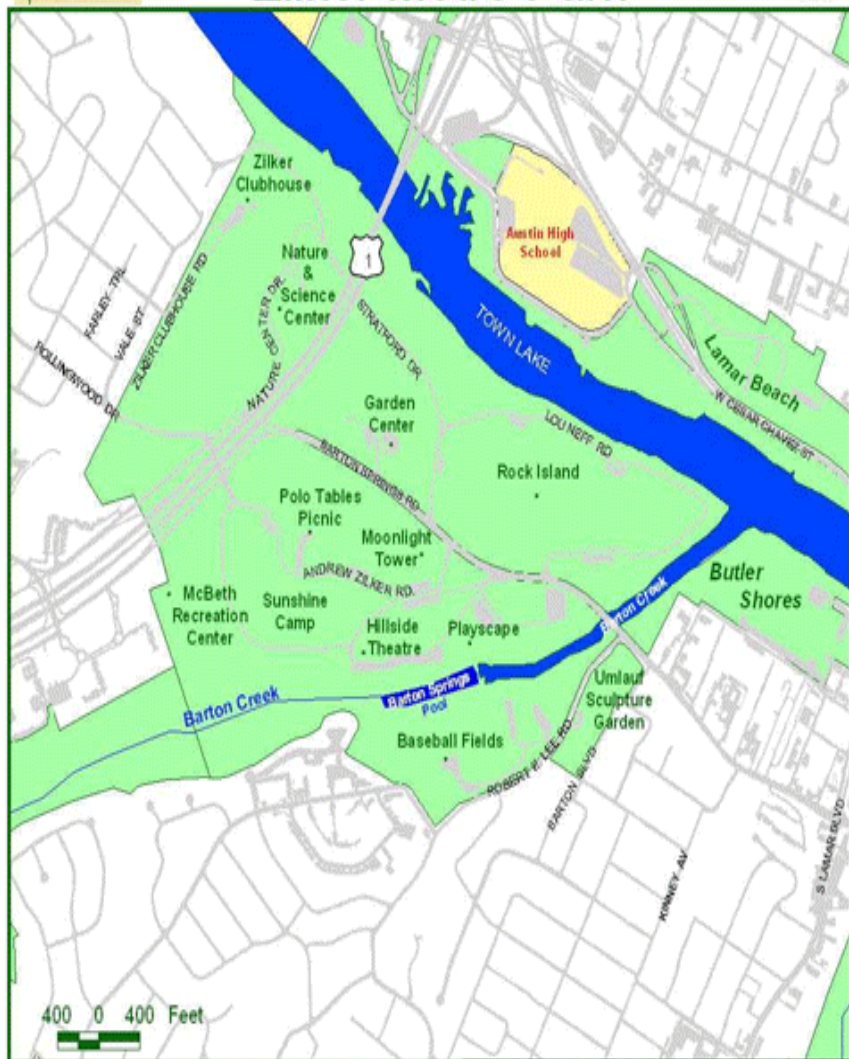 Zilker
Clubhouse
Nature
&
Science
Center
1
Austin High
School
TOWN LAKE
Lamar Beach
W CESAR CHAVEZ ST
FARLEY TRL
VALE ST
ZILKER CLUBHOUSE RD
ROLLINGWOOD DR
NATURE CENTER DR.
STRATFORD DR
Garden
Center
LOU NEFF RD.
BARTON SPRINGS RD
Rock Island
Polo Tables
Picnic
Moonlight
Tower
ANDREW ZILKER RD.
McBeth
Recreation
Center
Sunshine
Camp
Hillside
Theatre
Playscape
Barton Creek
Butler
Shores
Barton Creek
Barton Springs
Pool
Umlauf
Sculpture
Garden
Baseball Fields
ROBERT E. LEE RD.
BARTON BLVD
KINNEY AV
S LAMAR BLVD
400 0 400 Feet